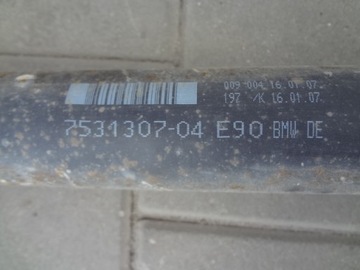 009 004 16.01.07
197 /K 16.01.07
7531307-04 E90 BMW DE